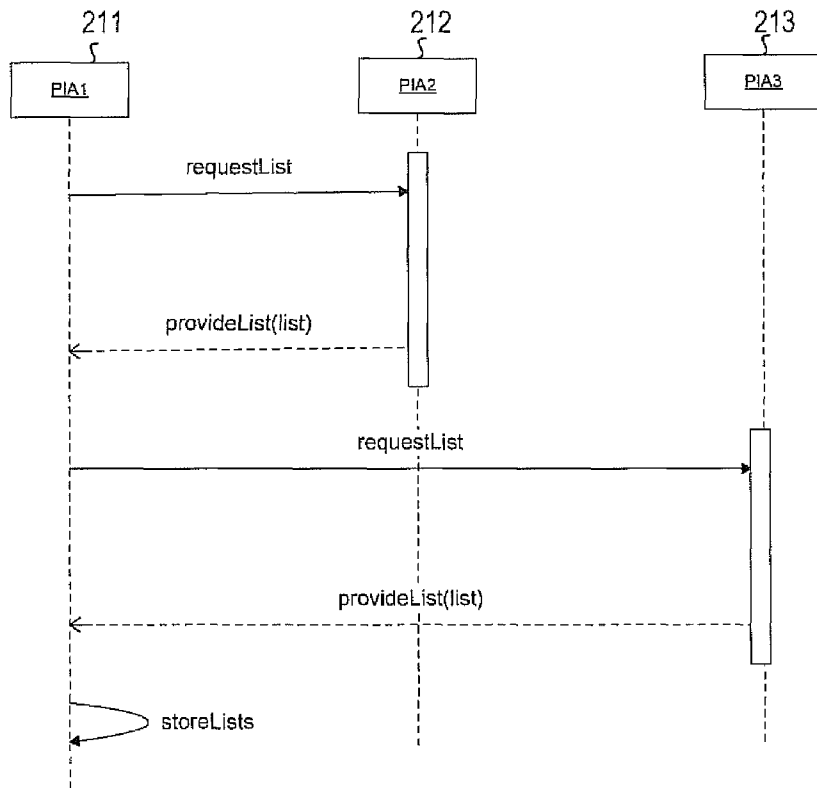 211
212
213
PIA1
PIA2
PIA3
requestList
provideList(list)
requestList
provideList(list)
storeLists